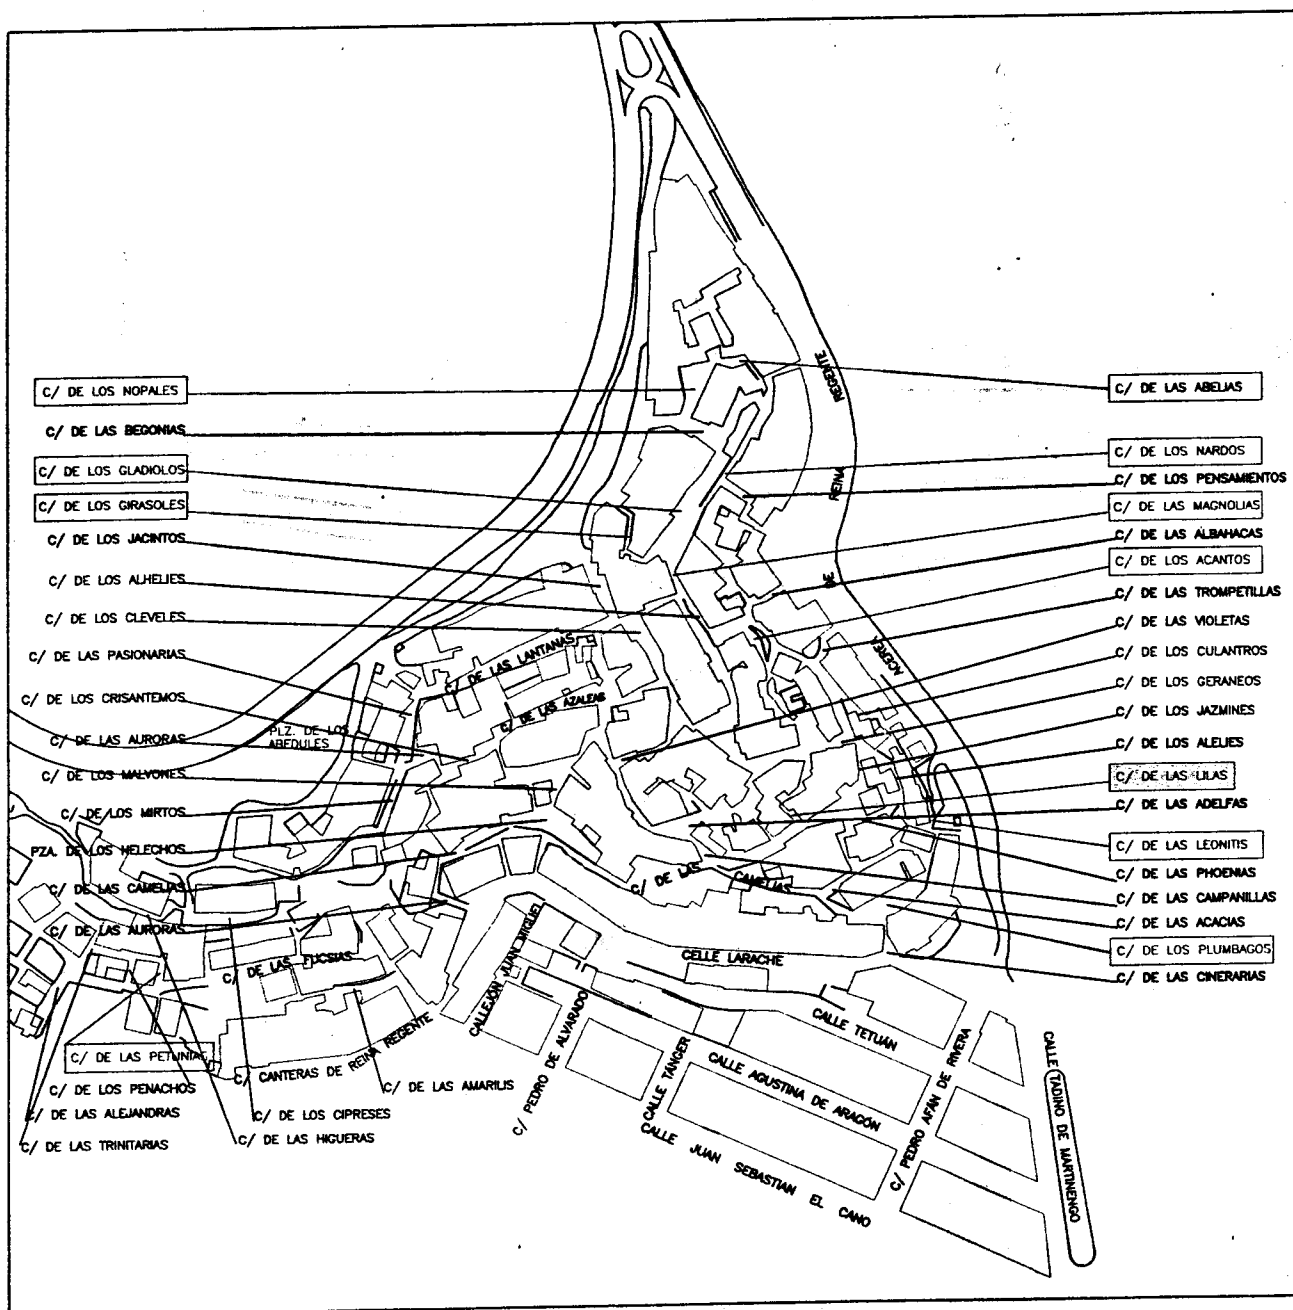 C/ DE LOS NOPALES
C/ DE LAS BEGONIAS
C/ DE LOS GLADIOLOS
C/ DE LOS GIRASOLES
C/ DE LOS JACINTOS
C/ DE LOS ALHELIES
C/ DE LOS CLEVELES
C/ DE LAS PASIONARIAS
C/ DE LOS CRISANTEMOS
C/ DE LAS AURORAS
C/ DE LOS MALVONES
C/ DE LOS MIRTOS
PZA. DE LOS HELECHOS
C/ DE LAS CAMELIAS
C/ DE LAS AURORAS
C/ DE LAS PETUNIAS
C/ DE LOS PENACHOS
C/ DE LAS ALEJANDRAS
C/ DE LAS TRINITARIAS
C/ DE LOS CIPRESES
C/ DE LAS HIGUERAS
C/ DE LAS AMARILIS
C/ CANTERAS DE REINA REGENTE
C/ DE LAS FUCSIAS
PLZ. DE LOS
ABEDULES
C/ DE LAS LANTANAS
C/ DE LAS AZALEAS
C/ DE LAS CAMELIAS
CALLEJÓN JUAN MIGUEL
C/ PEDRO DE ALVARADO
CELLE LARACHE
CALLE TETUÁN
CALLE TÁNGER
CALLE AGUSTINA DE ARAGÓN
CALLE JUAN SEBASTIAN EL CANO
C/ PEDRO AFÁN DE RIVERA
CALLE TADINO DE MARTINENGO
ACEREA DE REINA REGENTE
C/ DE LAS ABELIAS
C/ DE LOS NARDOS
C/ DE LOS PENSAMIENTOS
C/ DE LAS MAGNOLIAS
C/ DE LAS ALBAHACAS
C/ DE LOS ACANTOS
C/ DE LAS TROMPETILLAS
C/ DE LAS VIOLETAS
C/ DE LOS CULANTROS
C/ DE LOS GERANEOS
C/ DE LOS JAZMINES
C/ DE LOS ALELIES
C/ DE LAS LILAS
C/ DE LAS ADELFAS
C/ DE LAS LEONITIS
C/ DE LAS PHOENIAS
C/ DE LAS CAMPANILLAS
C/ DE LAS ACACIAS
C/ DE LOS PLUMBAGOS
C/ DE LAS CINERARIAS